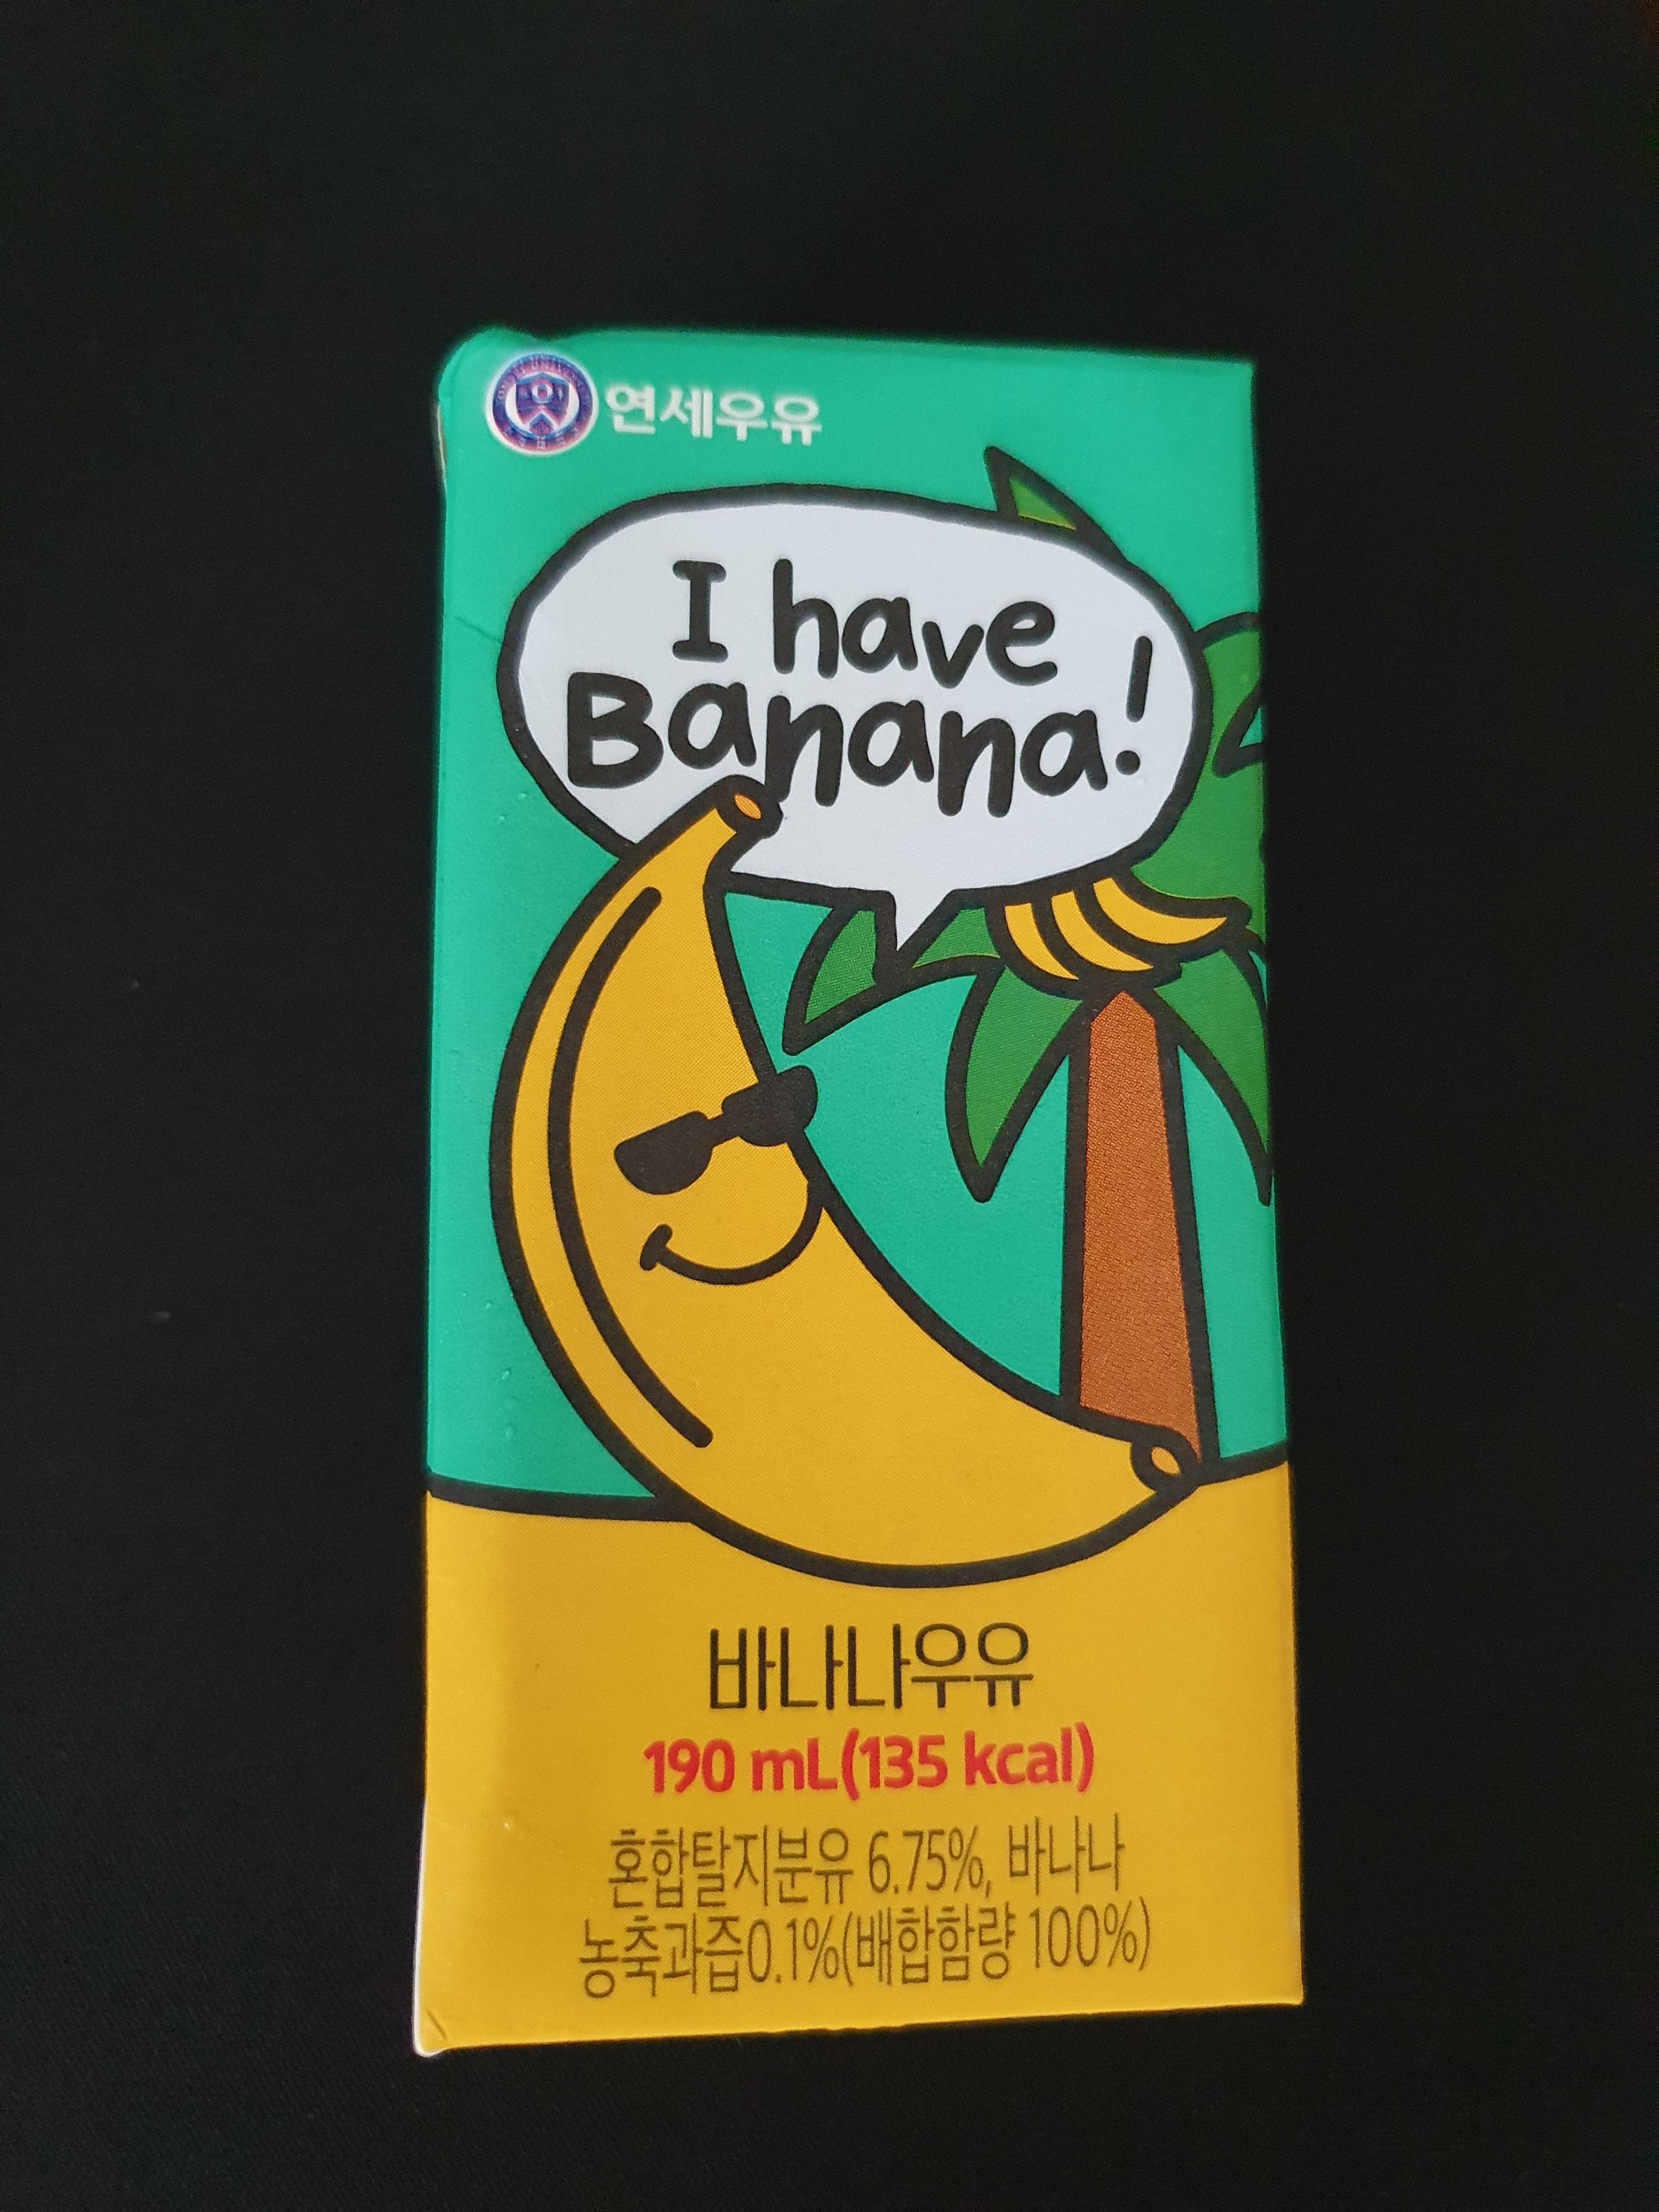 연세우유
I have
Banana!
바나나우유
190 mL(135 kcal)
혼합탈지분유 6.75%, 바나나
농축과즙0.1%(배합함량 100%)